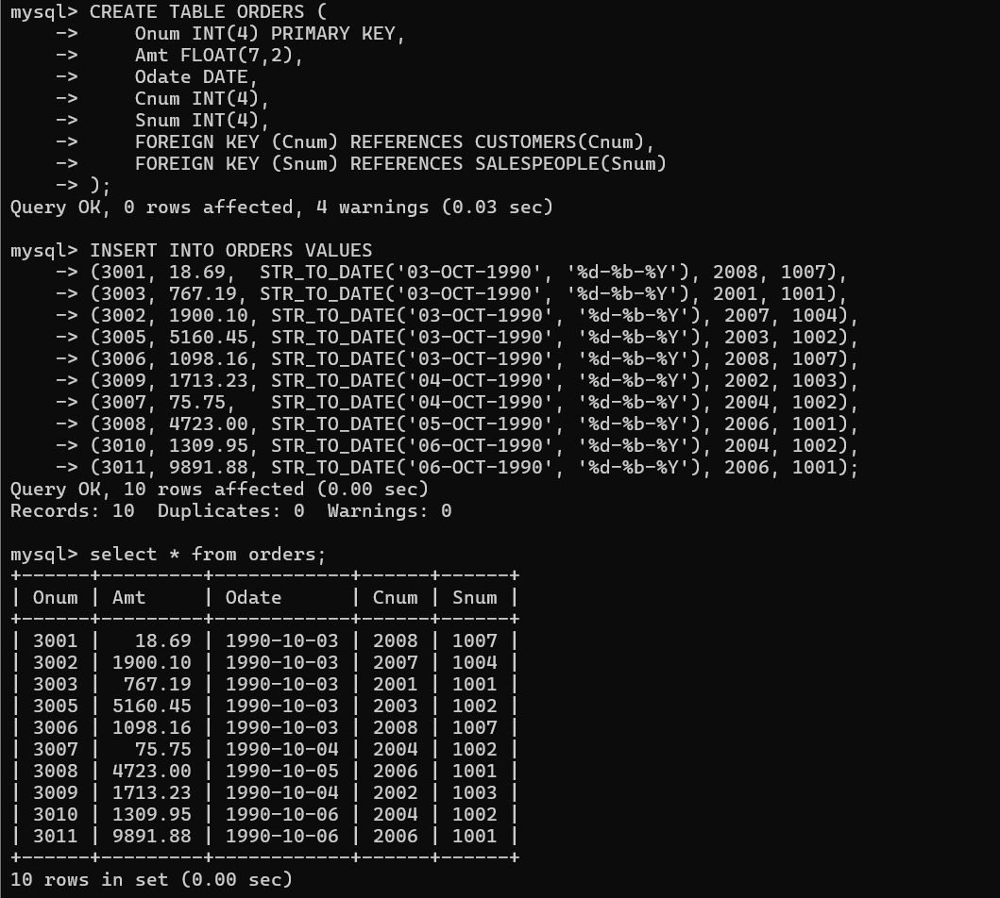 mysql> CREATE TABLE ORDERS (
    ->     Onum INT(4) PRIMARY KEY,
    ->     Amt FLOAT(7,2),
    ->     Odate DATE,
    ->     Cnum INT(4),
    ->     Snum INT(4),
    ->     FOREIGN KEY (Cnum) REFERENCES CUSTOMERS(Cnum),
    ->     FOREIGN KEY (Snum) REFERENCES SALESPEOPLE(Snum)
    -> );
Query OK, 0 rows affected, 4 warnings (0.03 sec)

mysql> INSERT INTO ORDERS VALUES
    -> (3001, 18.69,  STR_TO_DATE('03-OCT-1990', '%d-%b-%Y'), 2008, 1007),
    -> (3003, 767.19, STR_TO_DATE('03-OCT-1990', '%d-%b-%Y'), 2001, 1001),
    -> (3002, 1900.10, STR_TO_DATE('03-OCT-1990', '%d-%b-%Y'), 2007, 1004),
    -> (3005, 5160.45, STR_TO_DATE('03-OCT-1990', '%d-%b-%Y'), 2003, 1002),
    -> (3006, 1098.16, STR_TO_DATE('03-OCT-1990', '%d-%b-%Y'), 2008, 1007),
    -> (3009, 1713.23, STR_TO_DATE('04-OCT-1990', '%d-%b-%Y'), 2002, 1003),
    -> (3007, 75.75,   STR_TO_DATE('04-OCT-1990', '%d-%b-%Y'), 2004, 1002),
    -> (3008, 4723.00, STR_TO_DATE('05-OCT-1990', '%d-%b-%Y'), 2006, 1001),
    -> (3010, 1309.95, STR_TO_DATE('06-OCT-1990', '%d-%b-%Y'), 2004, 1002),
    -> (3011, 9891.88, STR_TO_DATE('06-OCT-1990', '%d-%b-%Y'), 2006, 1001);
Query OK, 10 rows affected (0.00 sec)
Records: 10  Duplicates: 0  Warnings: 0

mysql> select * from orders;
+------+---------+------------+------+------+
| Onum | Amt     | Odate      | Cnum | Snum |
+------+---------+------------+------+------+
| 3001 |   18.69 | 1990-10-03 | 2008 | 1007 |
| 3002 | 1900.10 | 1990-10-03 | 2007 | 1004 |
| 3003 |  767.19 | 1990-10-03 | 2001 | 1001 |
| 3005 | 5160.45 | 1990-10-03 | 2003 | 1002 |
| 3006 | 1098.16 | 1990-10-03 | 2008 | 1007 |
| 3007 |   75.75 | 1990-10-04 | 2004 | 1002 |
| 3008 | 4723.00 | 1990-10-05 | 2006 | 1001 |
| 3009 | 1713.23 | 1990-10-04 | 2002 | 1003 |
| 3010 | 1309.95 | 1990-10-06 | 2004 | 1002 |
| 3011 | 9891.88 | 1990-10-06 | 2006 | 1001 |
+------+---------+------------+------+------+
10 rows in set (0.00 sec)